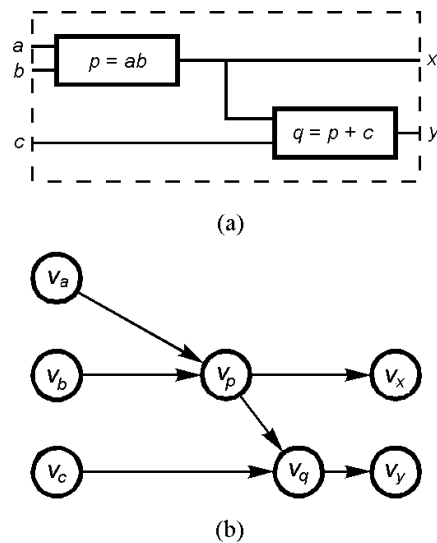 a
p = ab
x
b
q = p + c
y
c
(a)
v_a
v_b
v_p
v_x
v_c
v_q
v_y
(b)